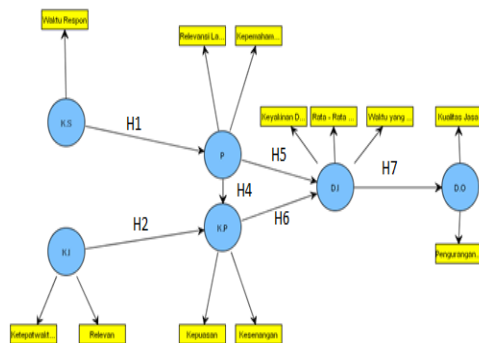 Waktu Respon
Relevansi La...
Kepemaham...
K.S
H1
P
Keyakinan D...
Rata - Rata ...
Waktu yang ...
Kualitas Jasa
H5
H7
D.I
D.O
H4
H2
K.P
H6
K.I
Pengurangan...
Ketepatwakt...
Relevan
Kepuasan
Kesenangan